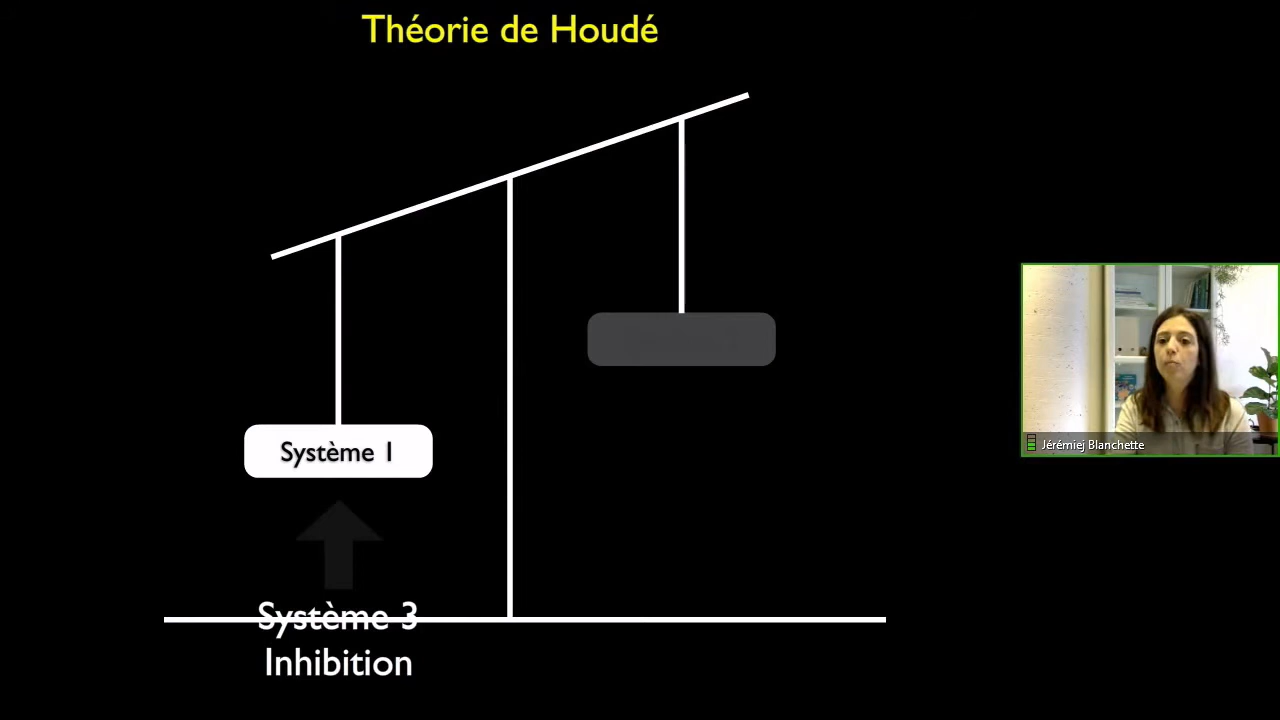 Théorie de Houdé
Système 1
Système 3
Inhibition
Jérémiej Blanchette